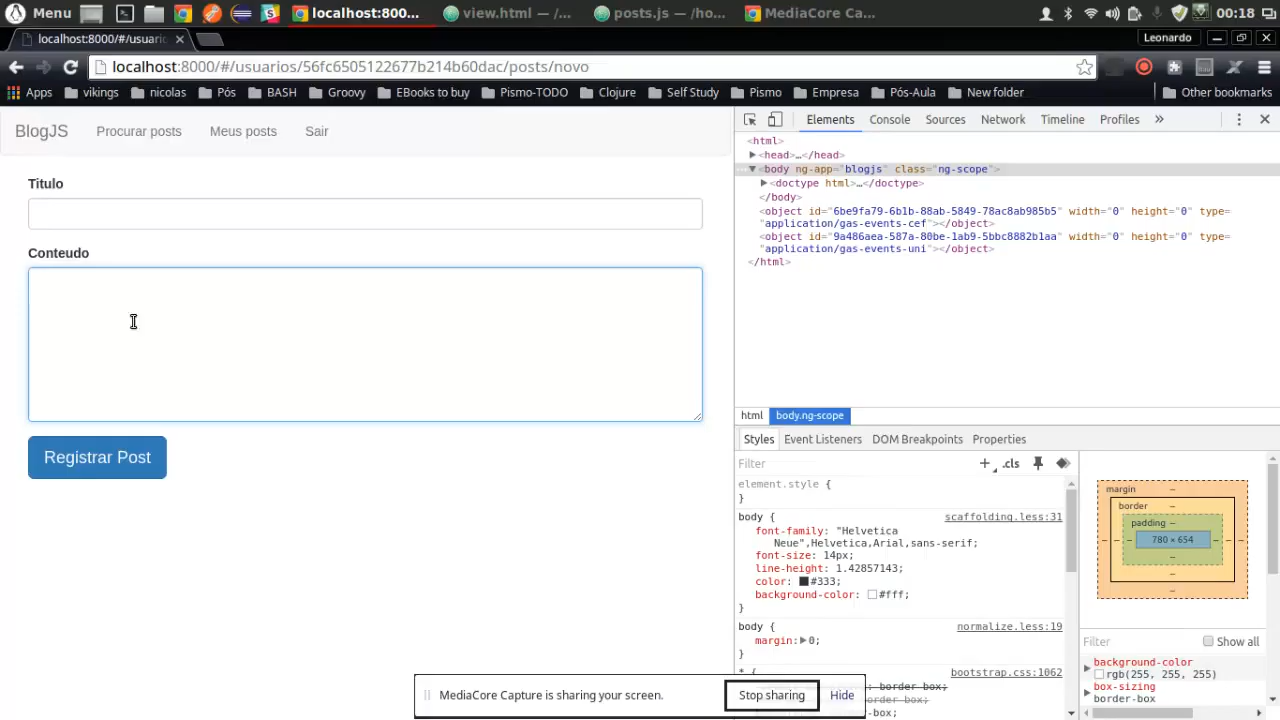 Menu
localhost:800...
view.html — /...
posts.js — /ho...
MediaCore Ca...
00:18
localhost:8000/#/usuario
Leonardo
localhost:8000/#/usuarios/56fc6505122677b214b60dac/posts/novo
Apps vikings nicolas Pós BASH Groovy EBooks to buy Pismo-TODO Clojure Self Study Pismo Empresa Pós-Aula New folder Other bookmarks
BlogJS Procurar posts Meus posts Sair
Titulo
Conteudo
Registrar Post
Elements Console Sources Network Timeline Profiles »
<html>
<head>…</head>
<body ng-app="blogjs" class="ng-scope">
<doctype html>…</doctype>
</body>
<object id="6be9fa79-6b1b-88ab-5849-78ac8ab985b5" width="0" height="0" type=
"application/gas-events-cef"></object>
<object id="9a486aea-587a-80be-1ab9-5bbc8882b1aa" width="0" height="0" type=
"application/gas-events-uni"></object>
</html>
html body.ng-scope
Styles Event Listeners DOM Breakpoints Properties
Filter + .cls
element.style {
}
body { scaffolding.less:31
font-family: "Helvetica
Neue",Helvetica,Arial,sans-serif;
font-size: 14px;
line-height: 1.42857143;
color: #333;
background-color: #fff;
}
body { normalize.less:19
margin: 0;
}
* { bootstrap.css:1062
border-box;
border-box;
-box;
margin –
border –
padding –
– – – 780 × 654 – – –
–
–
–
Filter Show all
background-color
rgb(255, 255, 255)
box-sizing
border-box
MediaCore Capture is sharing your screen. Stop sharing Hide